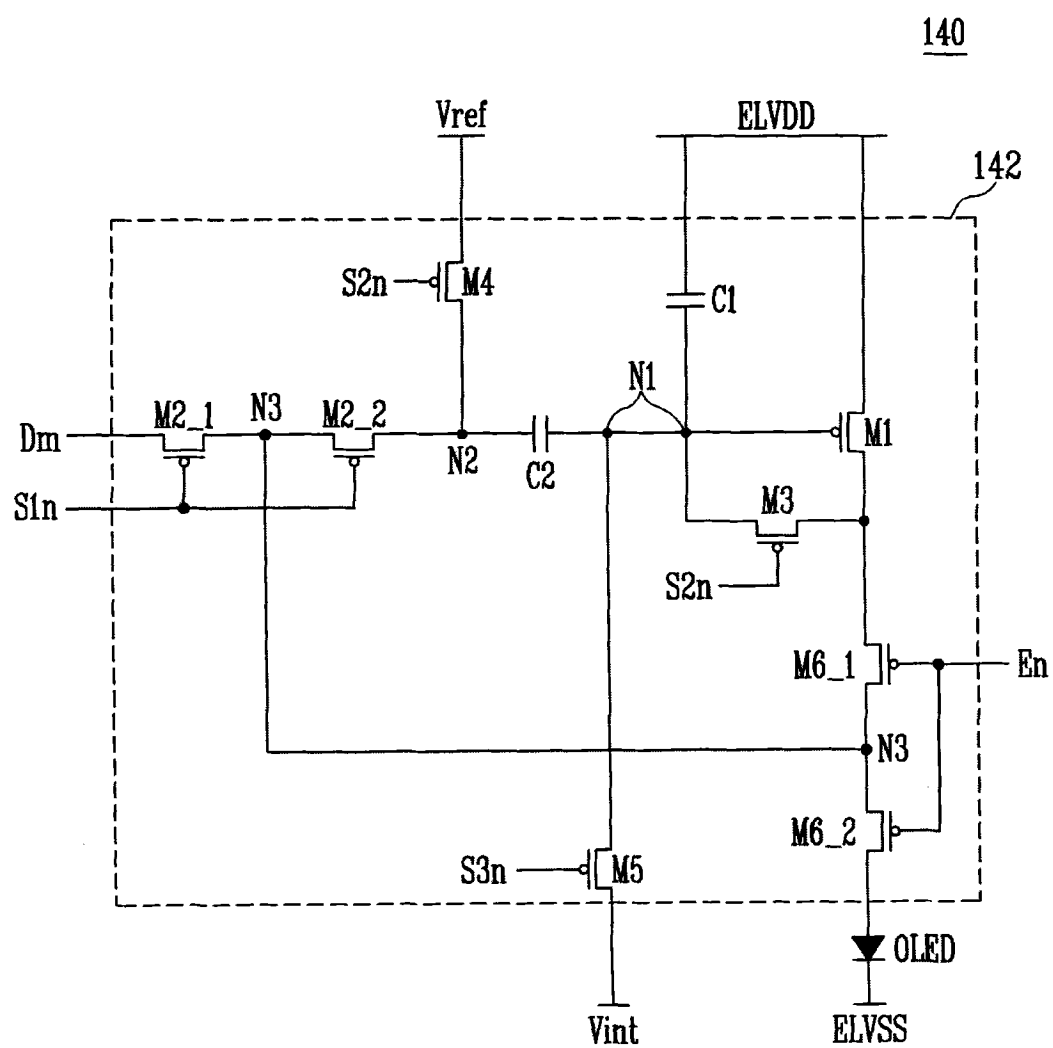 140
Vref
ELVDD
142
S2n
M4
C1
N1
M2_1
N3
M2_2
Dm
N2
C2
M1
S1n
M3
S2n
M6_1
En
N3
M6_2
S3n
M5
OLED
Vint
ELVSS